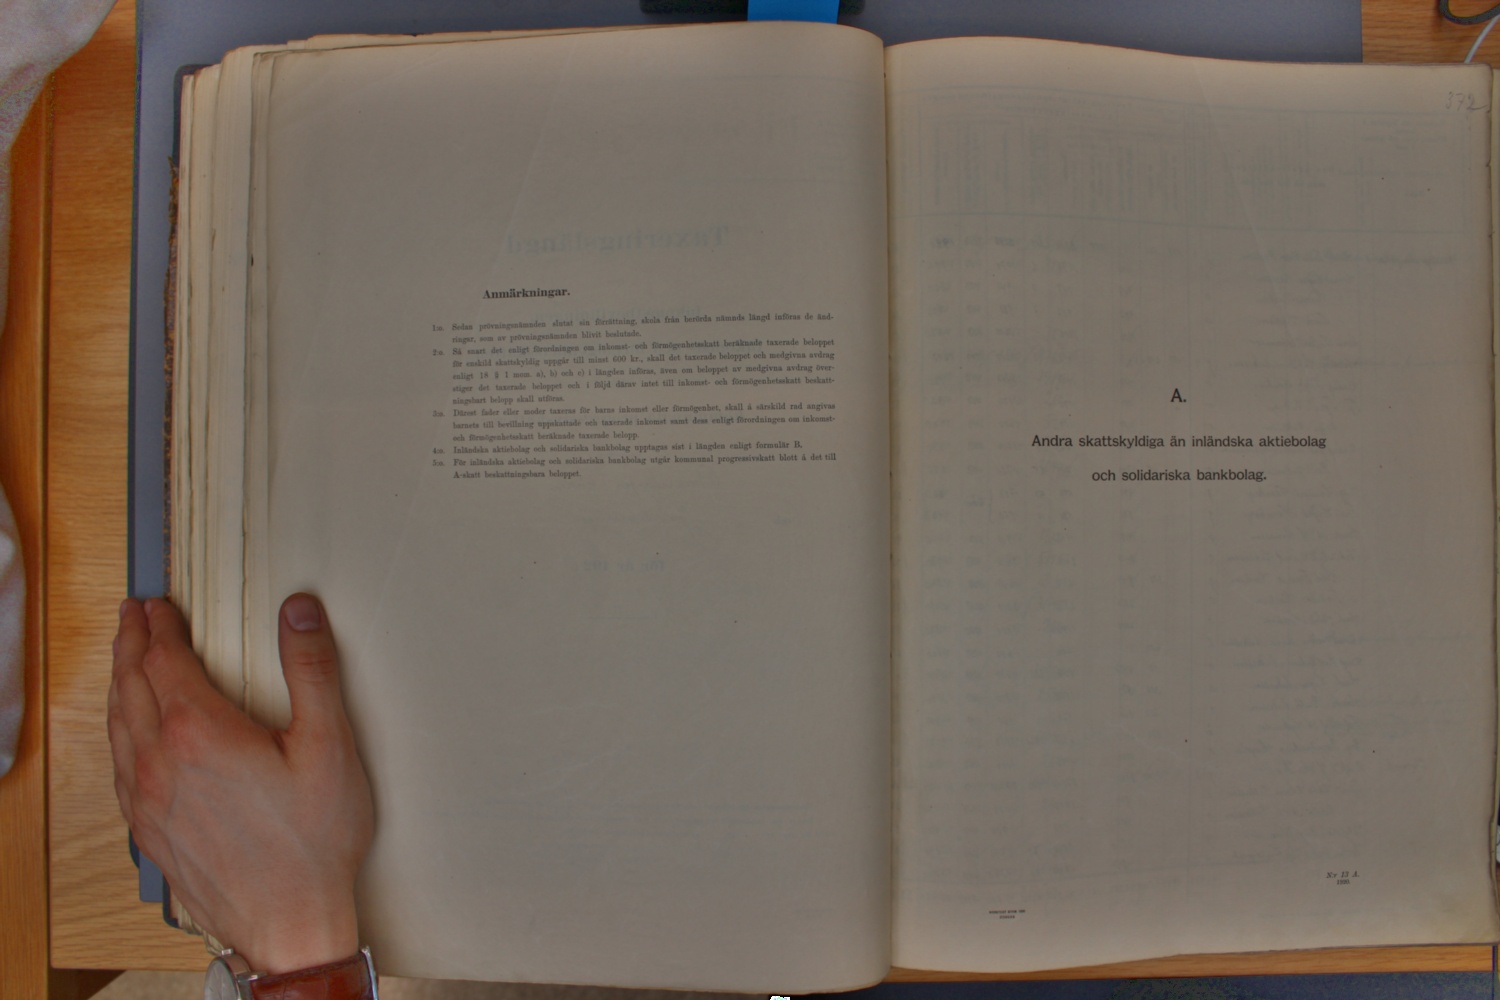 Anmärkningar.
1:o. Sedan prövningsnämnden slutat sin förrättning, skola från berörda nämnds längd införas de änd-
ringar, som av prövningsnämnden blivit beslutade.
2:o. Så snart det enligt förordningen om inkomst- och förmögenhetsskatt beräknade taxerade beloppet
för enskild skattskyldig uppgår till minst 600 kr., skall det taxerade beloppet och medgivna avdrag
enligt 18 § 1 mom. a), b) och c) i längden införas, även om beloppet av medgivna avdrag över-
stiger det taxerade beloppet och i följd därav intet till inkomst- och förmögenhetsskatt beskatt-
ningsbart belopp skall utföras.
3:o. Därest fader eller moder taxeras för barns inkomst eller förmögenhet, skall å särskild rad angivas
barnets till bevillning uppskattade och taxerade inkomst samt dess enligt förordningen om inkomst-
och förmögenhetsskatt beräknade taxerade belopp.
4:o. Inländska aktiebolag och solidariska bankbolag upptagas sist i längden enligt formulär B.
5:o. För inländska aktiebolag och solidariska bankbolag utgår kommunal progressivskatt blott å det till
A-skatt beskattningsbara beloppet.
372
A.
Andra skattskyldiga än inländska aktiebolag
och solidariska bankbolag.
Nr 12 A.